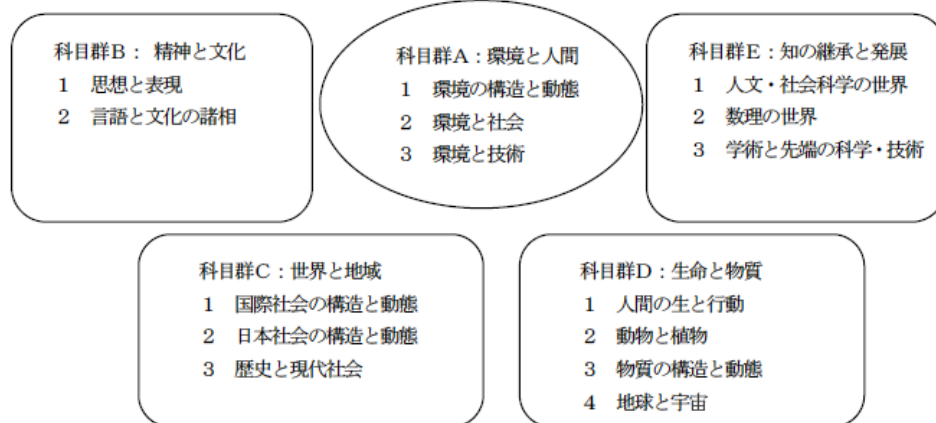 科目群B：精神と文化
1 思想と表現
2 言語と文化の諸相
科目群A：環境と人間
1 環境の構造と動態
2 環境と社会
3 環境と技術
科目群E：知の継承と発展
1 人文・社会科学の世界
2 数理の世界
3 学術と先端の科学・技術
科目群C：世界と地域
1 国際社会の構造と動態
2 日本社会の構造と動態
3 歴史と現代社会
科目群D：生命と物質
1 人間の生と行動
2 動物と植物
3 物質の構造と動態
4 地球と宇宙